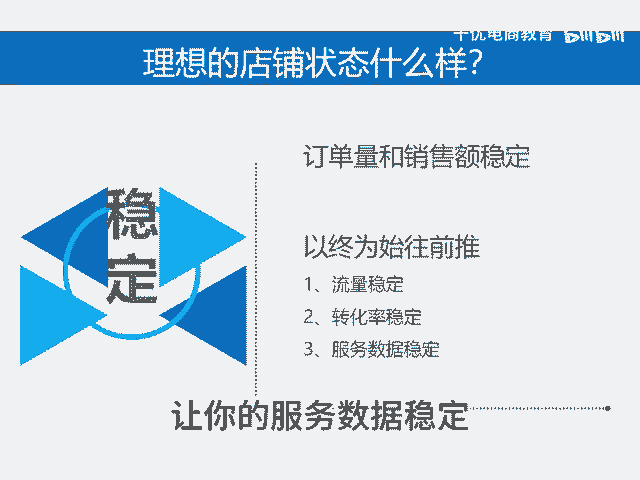 千优电商教育 bilibili
理想的店铺状态什么样?
稳
定
订单量和销售额稳定
以终为始往前推
1、流量稳定
2、转化率稳定
3、服务数据稳定
让你的服务数据稳定